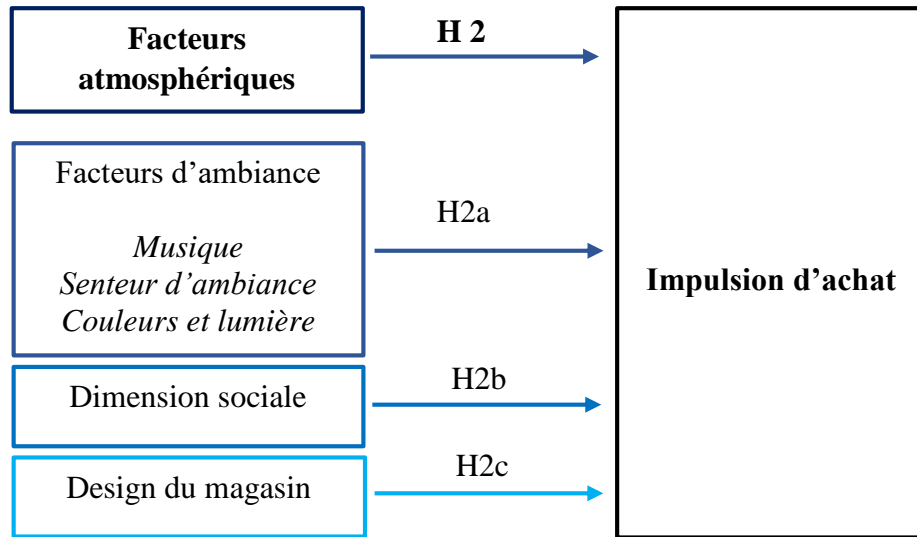 Facteurs
atmosphériques
H 2
Facteurs d’ambiance
Musique
Senteur d’ambiance
Couleurs et lumière
H2a
Impulsion d’achat
Dimension sociale
H2b
Design du magasin
H2c